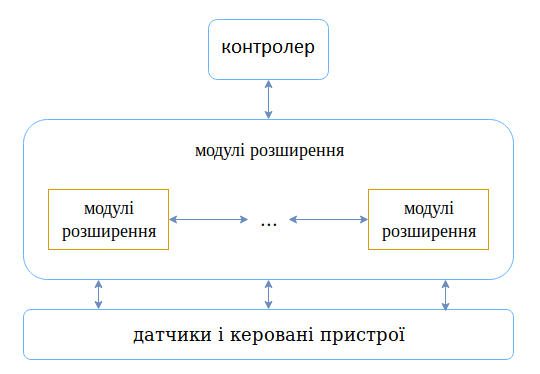 контролер
модулі розширення
модулі
розширення
...
модулі
розширення
датчики і керовані пристрої